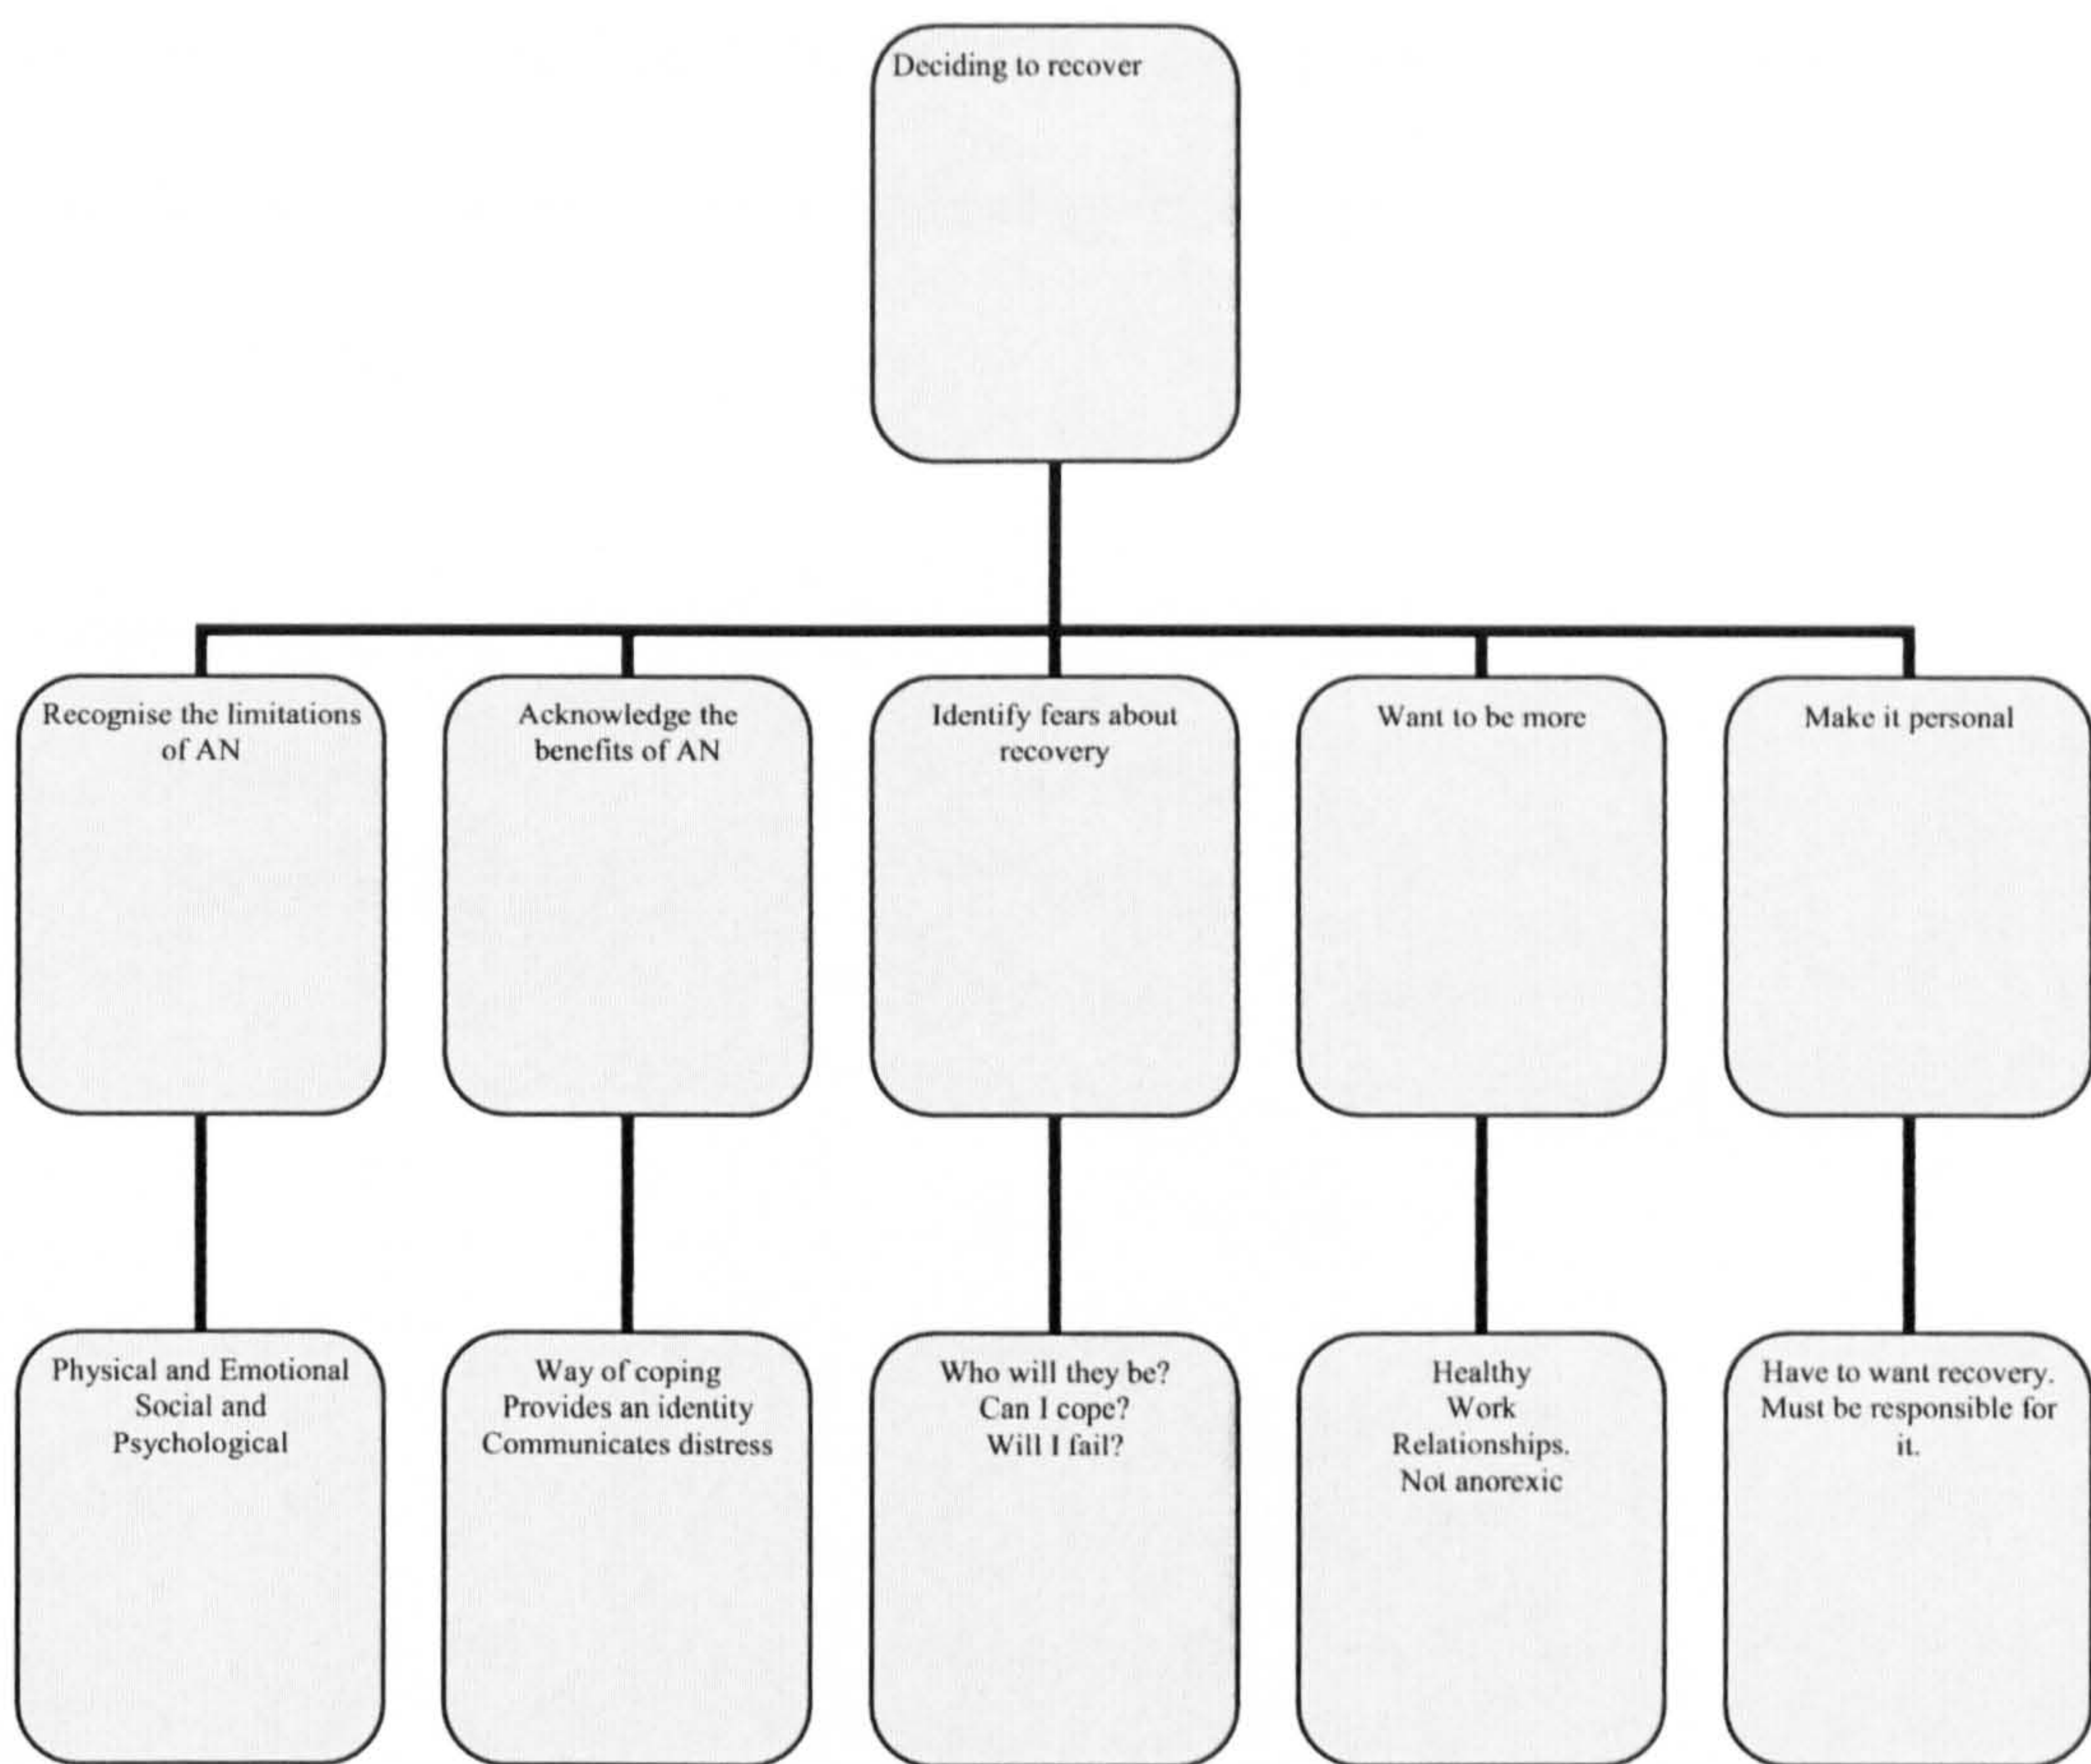 Deciding to recover
Recognise the limitations
of AN
Acknowledge the
benefits of AN
Identify fears about
recovery
Want to be more
Make it personal
Physical and Emotional
Social and
Psychological
Way of coping
Provides an identity
Communicates distress
Who will they be?
Can I cope?
Will I fail?
Healthy
Work
Relationships.
Not anorexic
Have to want recovery.
Must be responsible for
it.